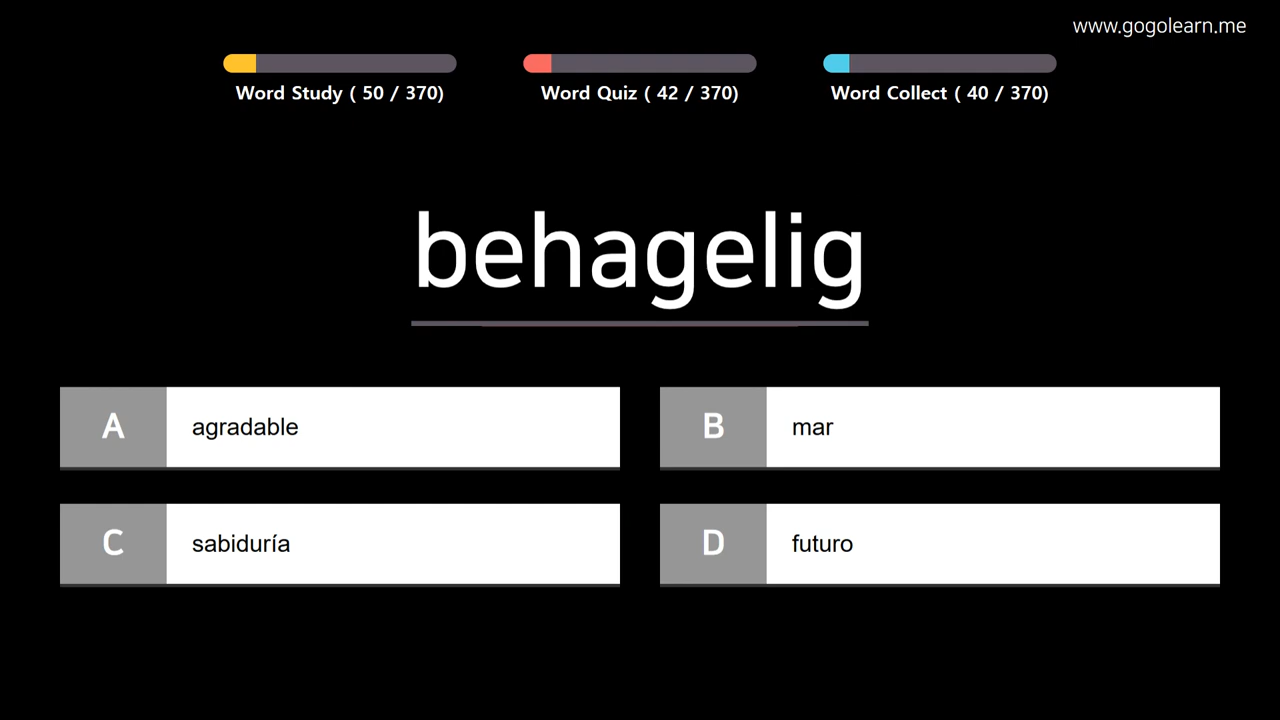 www.gogolearn.me
Word Study ( 50 / 370)
Word Quiz ( 42 / 370)
Word Collect ( 40 / 370)
behagelig
A agradable
B mar
C sabiduría
D futuro